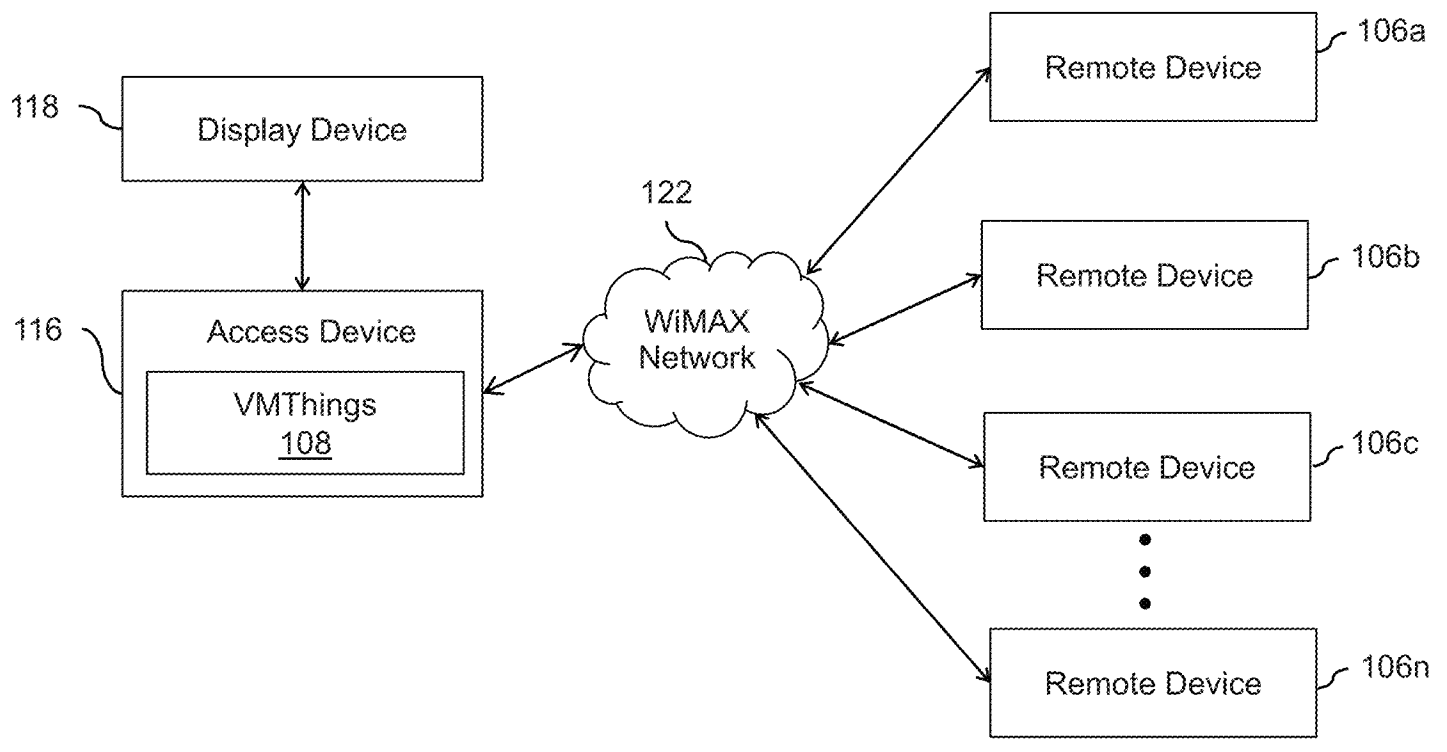 118
Display Device
116
Access Device
VMThings
108
122
WiMAX
Network
106a
Remote Device
106b
Remote Device
106c
Remote Device
106n
Remote Device